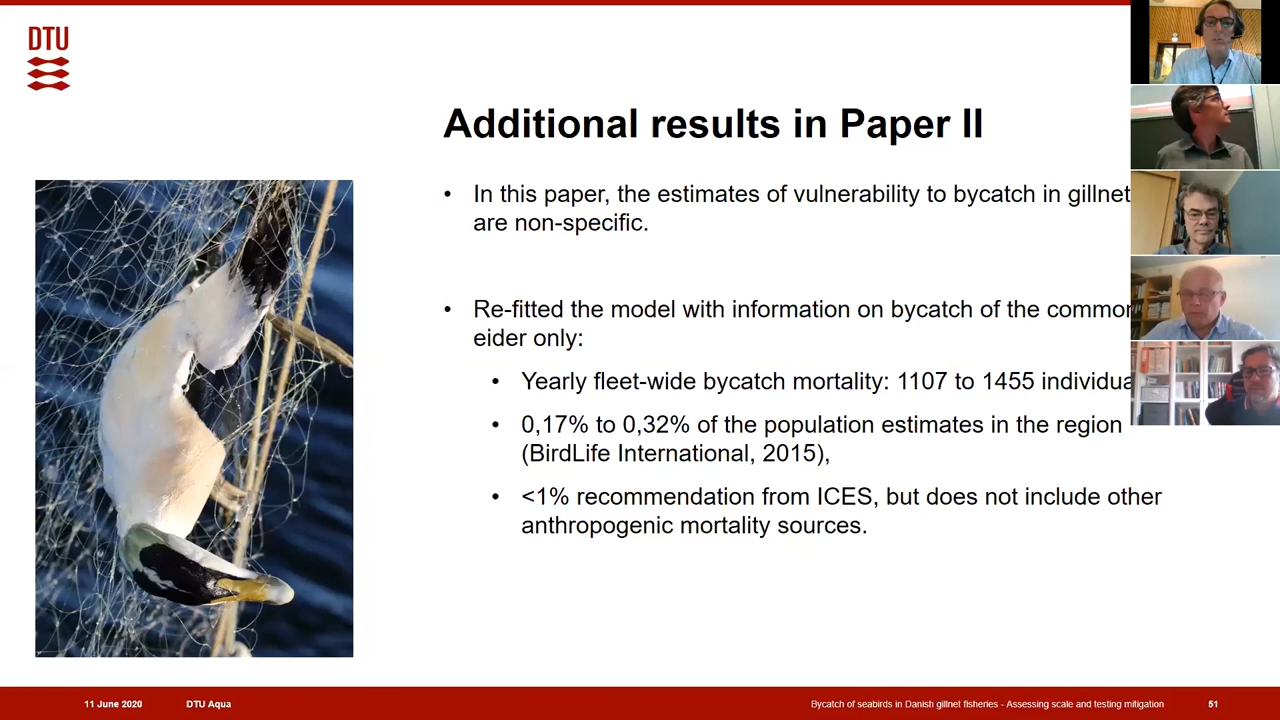 DTU
Additional results in Paper II
• In this paper, the estimates of vulnerability to bycatch in gillnet
are non-specific.
• Re-fitted the model with information on bycatch of the common
eider only:
• Yearly fleet-wide bycatch mortality: 1107 to 1455 individua
• 0,17% to 0,32% of the population estimates in the region
(BirdLife International, 2015),
• <1% recommendation from ICES, but does not include other
anthropogenic mortality sources.
11 June 2020 DTU Aqua Bycatch of seabirds in Danish gillnet fisheries - Assessing scale and testing mitigation 51